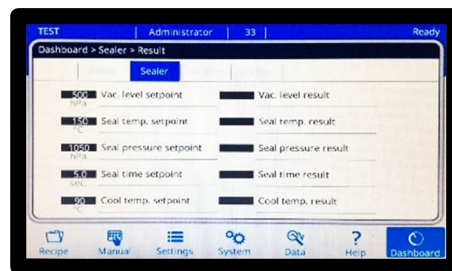 TEST Administrator 33 Ready
Dashboard > Sealer > Result
Sealer
500 hPa Vac. level setpoint Vac. level result
150 °C Seal temp. setpoint Seal temp. result
1050 hPa Seal pressure setpoint Seal pressure result
5.0 sec. Seal time setpoint Seal time result
90 °C Cool temp. setpoint Cool temp. result
Recipe Manual Settings System Data Help Dashboard